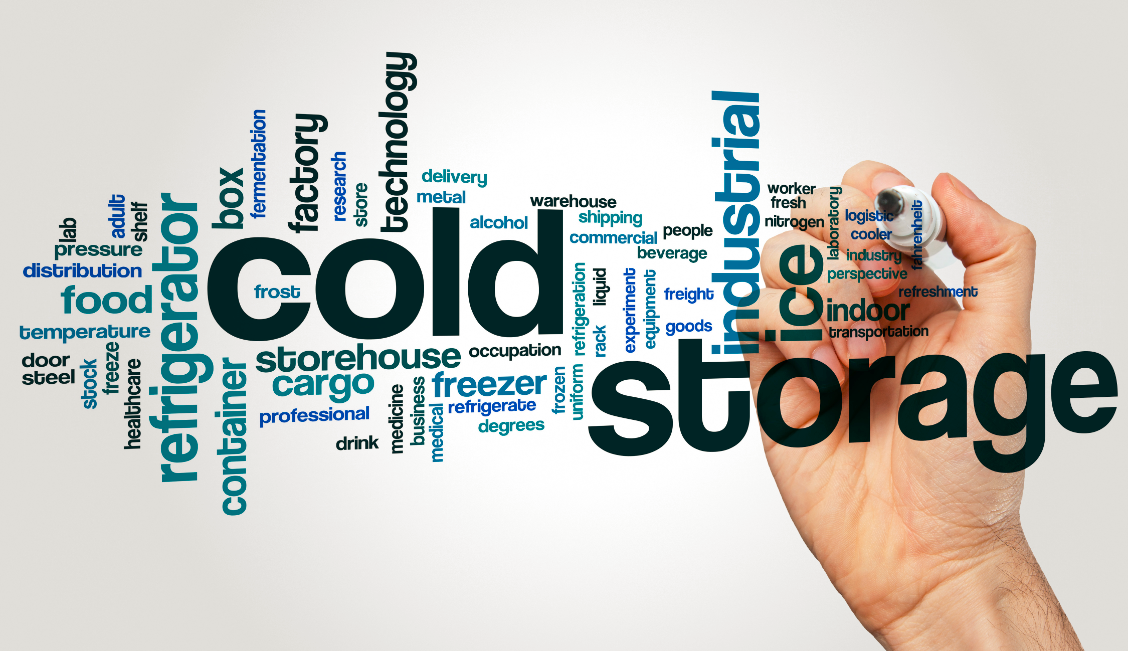 technology
industrial
fermentation
factory
research
box
store
delivery
metal
adult
shelf
lab
pressure
distribution
food
temperature
refrigerator
cold
frost
alcohol
warehouse
shipping
commercial
people
beverage
worker
fresh
nitrogen
laboratory
logistic
cooler
fahrenheit
industry
perspective
ice
refreshment
indoor
transportation
refrigeration
liquid
experiment
equipment
freight
goods
rack
door
steel
stock
freeze
healthcare
container
storehouse
occupation
cargo
freezer
professional
medicine
business
medical
refrigerate
degrees
drink
frozen
uniform
storage